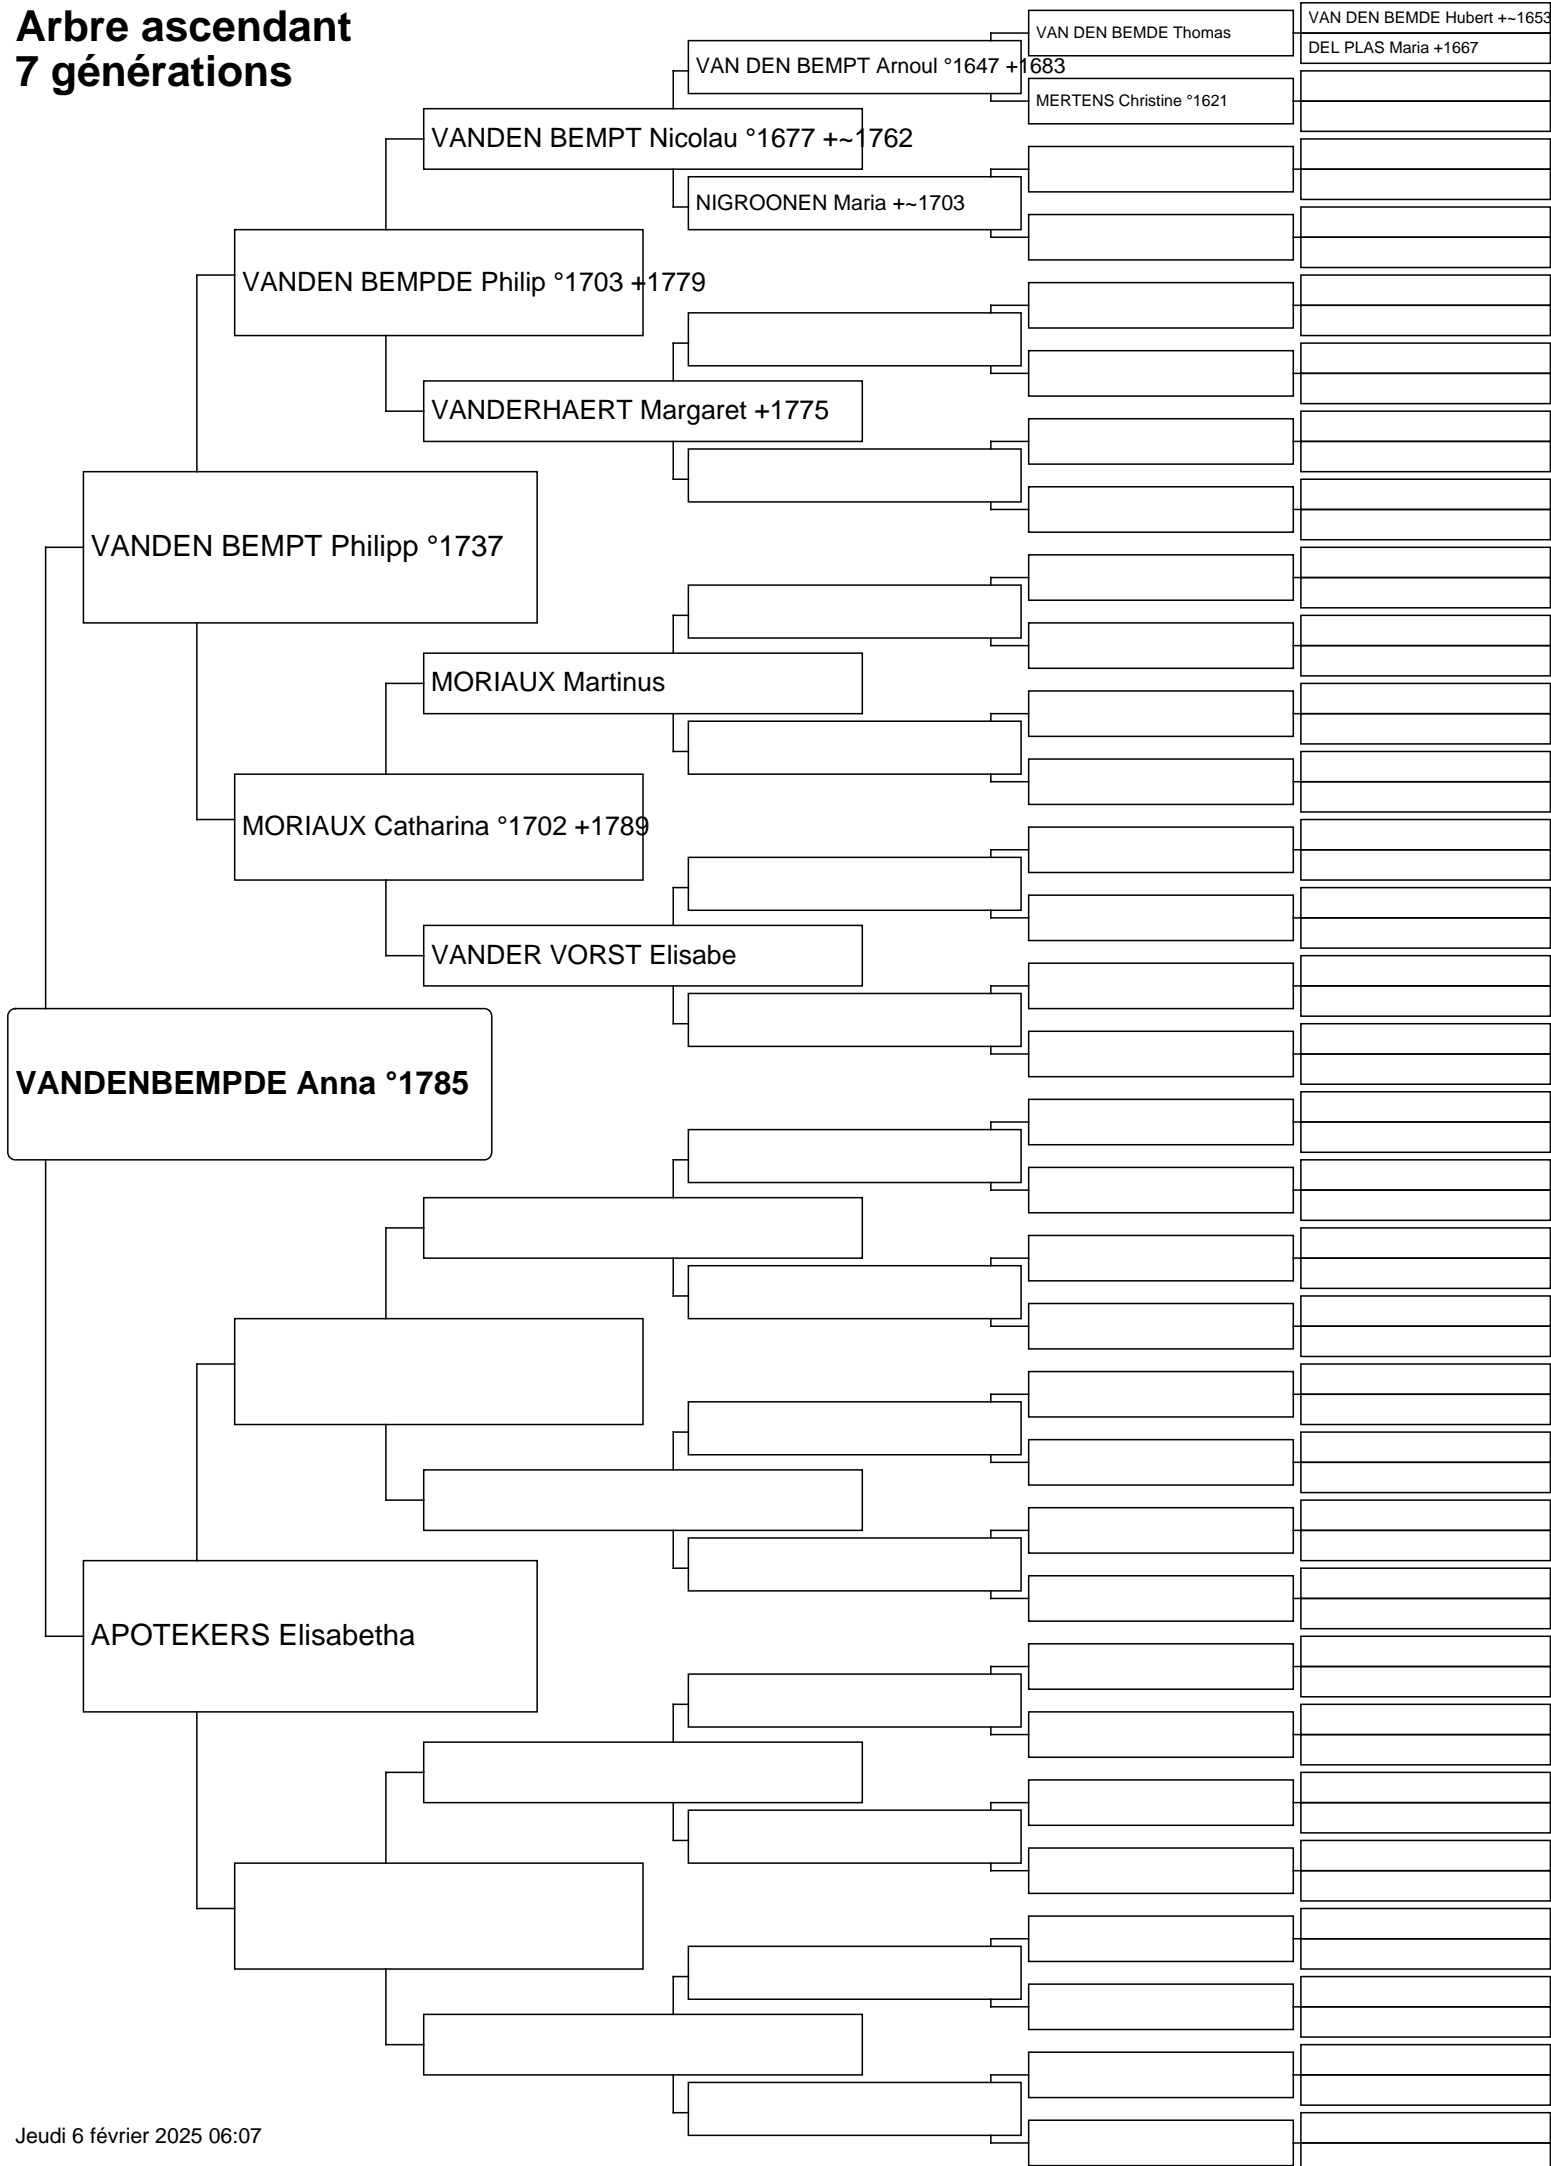 Arbre ascendant
7 générations
VAN DEN BEMDE Hubert +~1653
VAN DEN BEMDE Thomas
DEL PLAS Maria +1667
VAN DEN BEMPT Arnoul °1647 +1683
MERTENS Christine °1621
VANDEN BEMPT Nicolau °1677 +~1762
NIGROONEN Maria +~1703
VANDEN BEMPDE Philip °1703 +1779
VANDERHAERT Margaret +1775
VANDEN BEMPT Philipp °1737
MORIAUX Martinus
MORIAUX Catharina °1702 +1789
VANDER VORST Elisabe
VANDENBEMPDE Anna °1785
APOTEKERS Elisabetha
Jeudi 6 février 2025 06:07